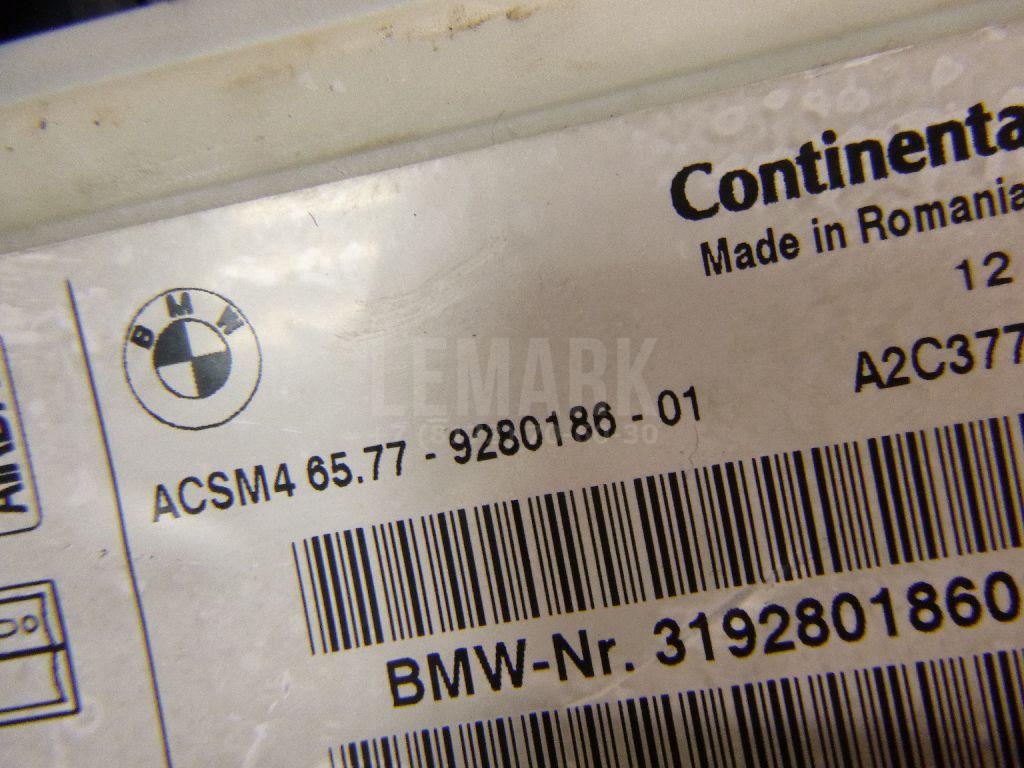 Continenta
Made in Romania
12
BMW
A2C377
LEMARK
ACSM4 65.77 - 9280186 - 01
BMW-Nr. 3192801860